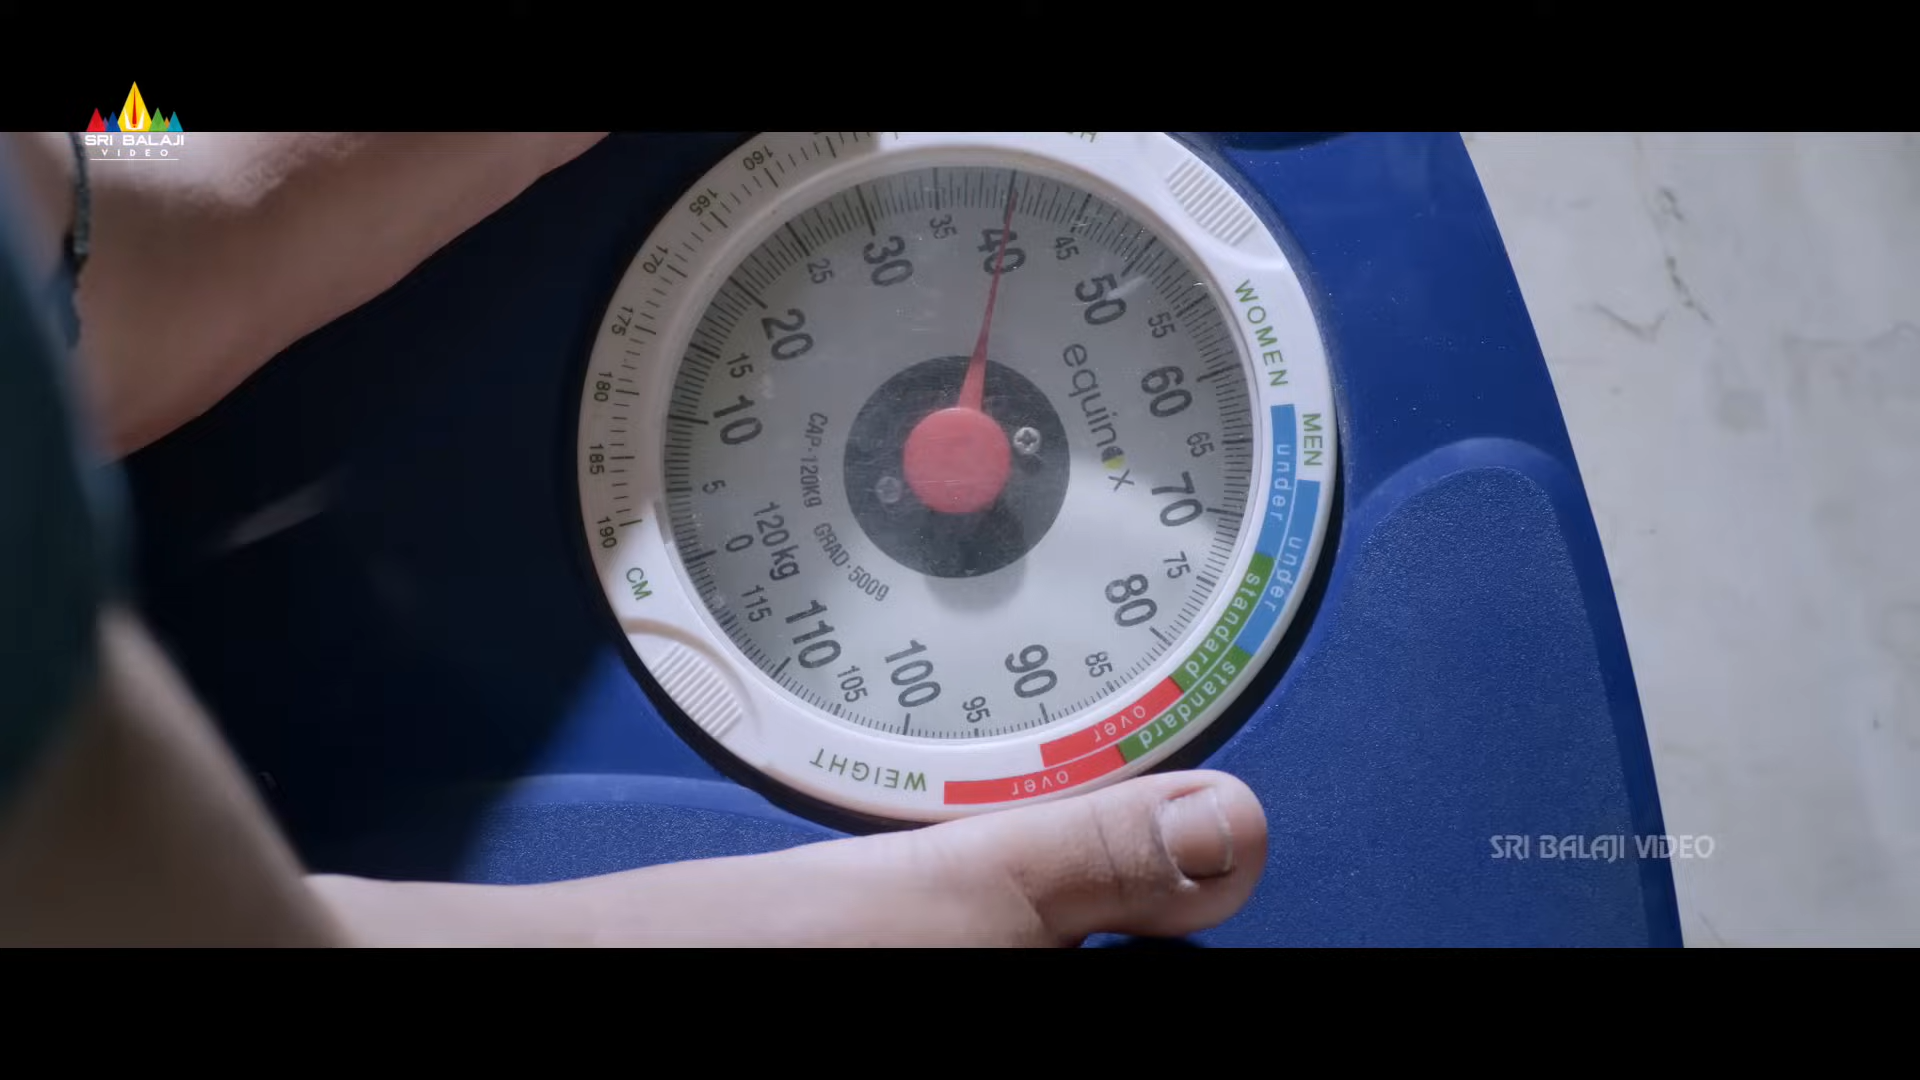 SRI BALAJI
VIDEO
160
165
170
175
180
185
190
CM
WEIGHT
WOMEN
MEN
under
under
standard
standard
over
over
0
5
10
15
20
25
30
35
40
45
50
55
60
65
70
75
80
85
90
95
100
105
110
115
120kg
CAP·120Kg GRAD·500g
equinox
SRI BALAJI VIDEO